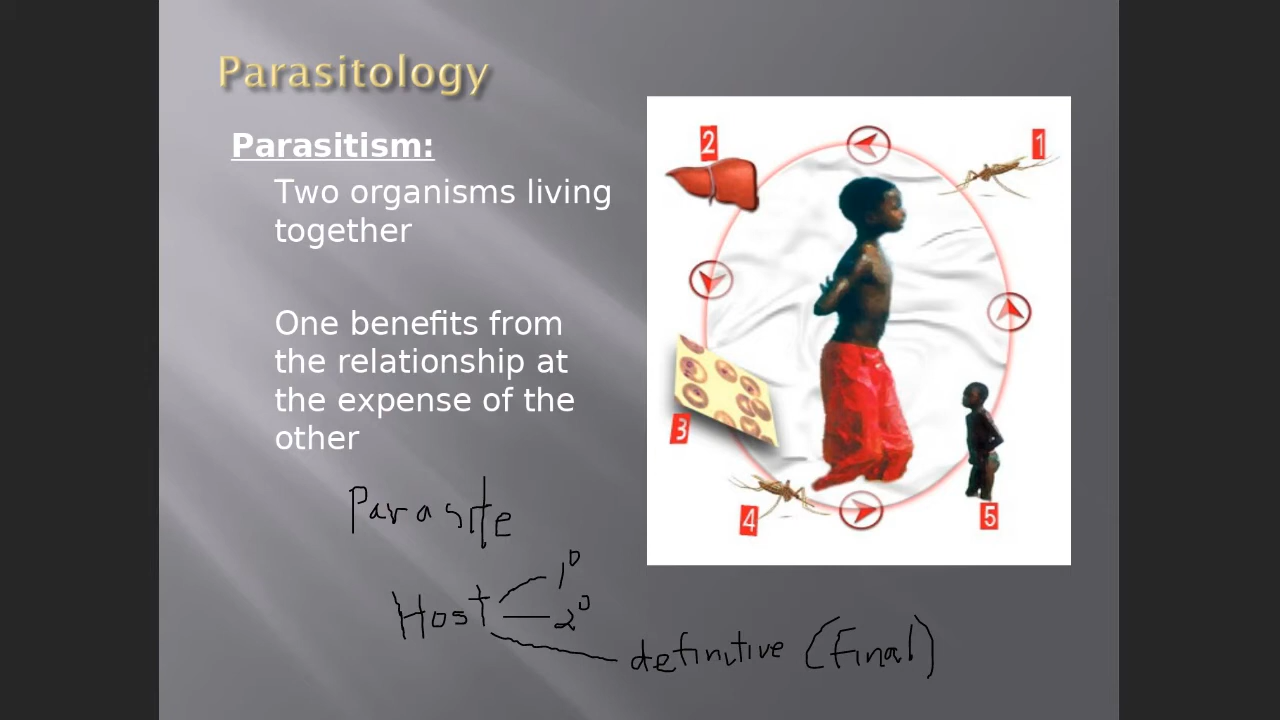 Parasitology
Parasitism:
Two organisms living
together
One benefits from
the relationship at
the expense of the
other
2
1
3
4
5
Parasite
Host
1°
2°
definitive (Final)